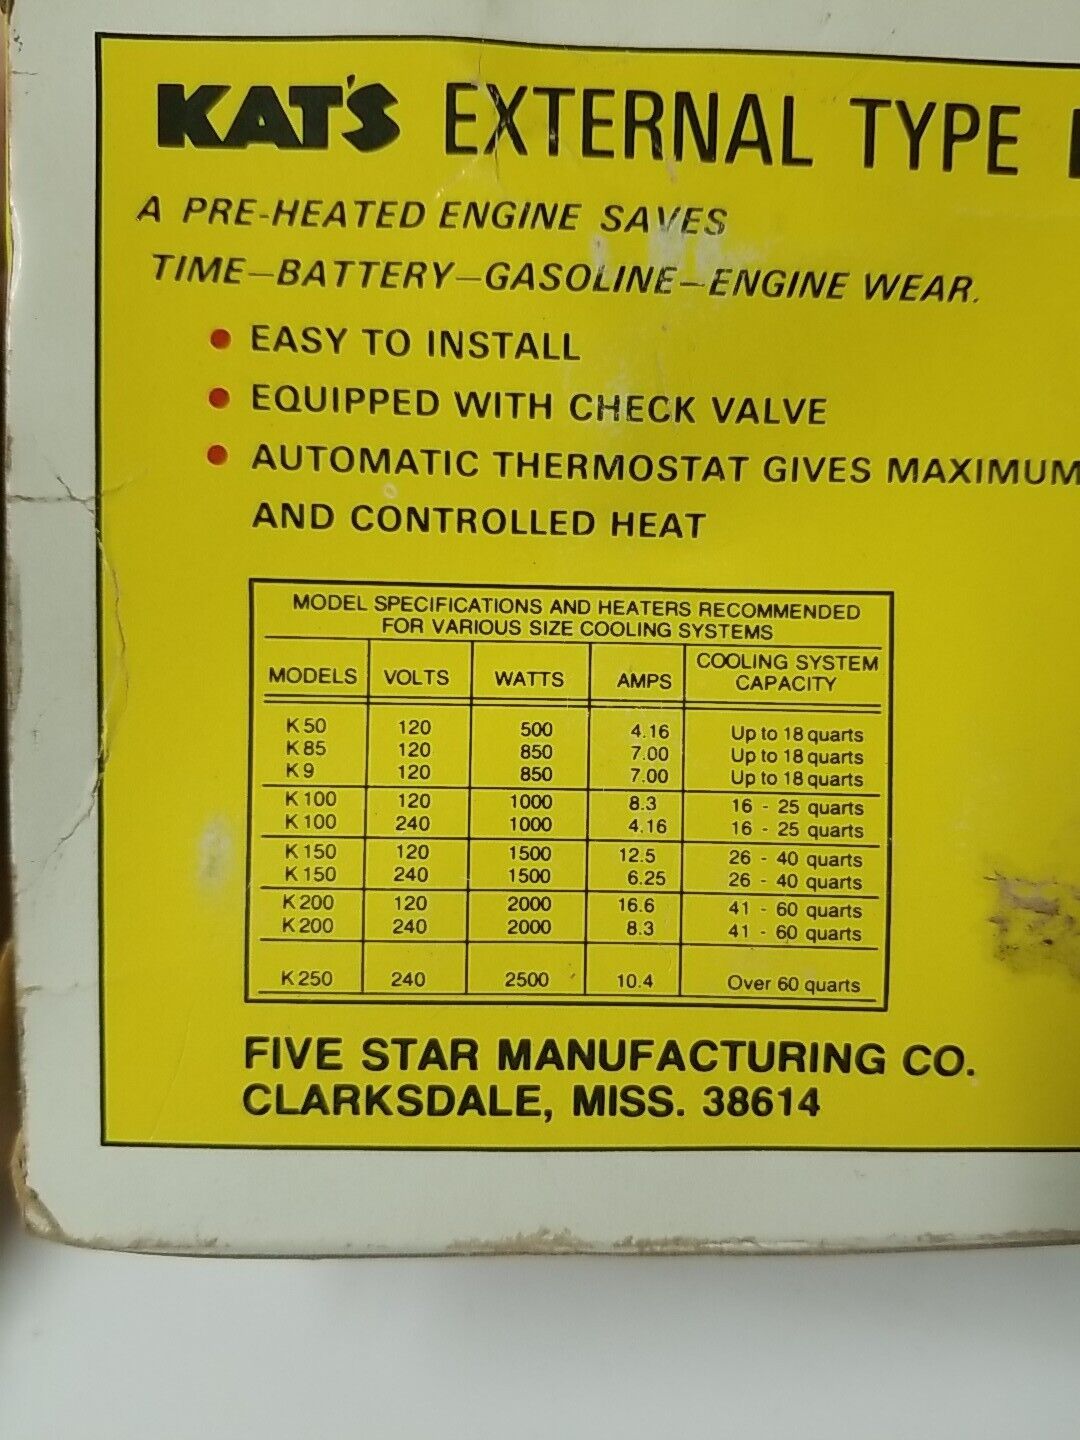 KAT'S EXTERNAL TYPE
A PRE-HEATED ENGINE SAVES
TIME—BATTERY—GASOLINE—ENGINE WEAR.
• EASY TO INSTALL
• EQUIPPED WITH CHECK VALVE
• AUTOMATIC THERMOSTAT GIVES MAXIMUM
AND CONTROLLED HEAT
MODEL SPECIFICATIONS AND HEATERS RECOMMENDED
FOR VARIOUS SIZE COOLING SYSTEMS
MODELS VOLTS WATTS AMPS COOLING SYSTEM CAPACITY
K50 120 500 4.16 Up to 18 quarts
K85 120 850 7.00 Up to 18 quarts
K9 120 850 7.00 Up to 18 quarts
K100 120 1000 8.3 16 - 25 quarts
K100 240 1000 4.16 16 - 25 quarts
K150 120 1500 12.5 26 - 40 quarts
K150 240 1500 6.25 26 - 40 quarts
K200 120 2000 16.6 41 - 60 quarts
K200 240 2000 8.3 41 - 60 quarts
K250 240 2500 10.4 Over 60 quarts
FIVE STAR MANUFACTURING CO.
CLARKSDALE, MISS. 38614